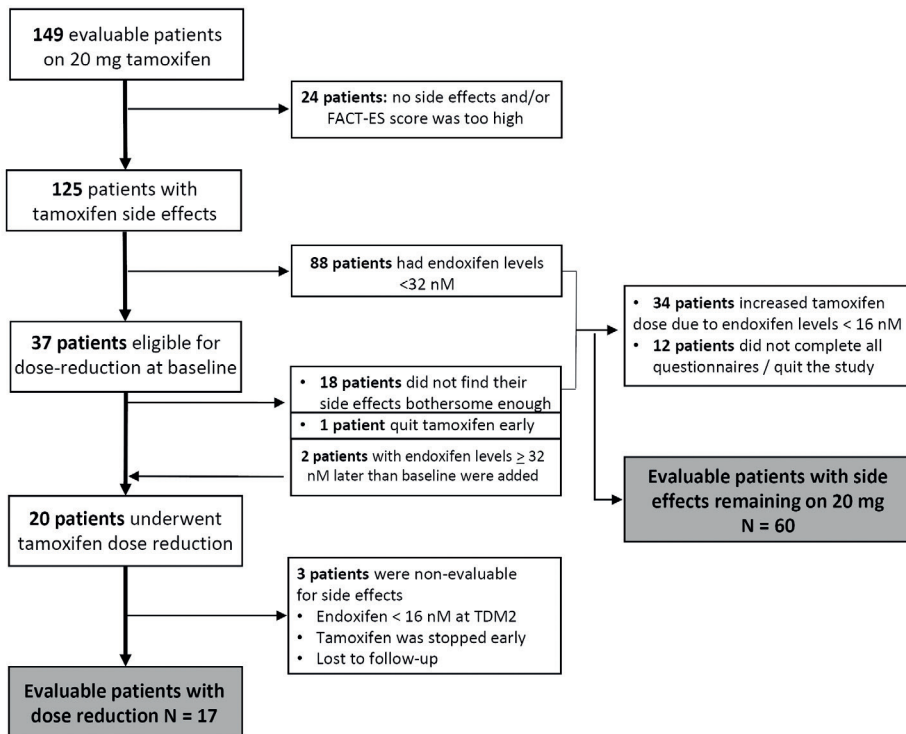 149 evaluable patients
on 20 mg tamoxifen
24 patients: no side effects and/or
FACT-ES score was too high
125 patients with
tamoxifen side effects
88 patients had endoxifen levels
<32 nM
• 34 patients increased tamoxifen
dose due to endoxifen levels < 16 nM
• 12 patients did not complete all
questionnaires / quit the study
37 patients eligible for
dose-reduction at baseline
• 18 patients did not find their
side effects bothersome enough
• 1 patient quit tamoxifen early
2 patients with endoxifen levels ≥ 32
nM later than baseline were added
Evaluable patients with side
effects remaining on 20 mg
N = 60
20 patients underwent
tamoxifen dose reduction
3 patients were non-evaluable
for side effects
• Endoxifen < 16 nM at TDM2
• Tamoxifen was stopped early
• Lost to follow-up
Evaluable patients with
dose reduction N = 17